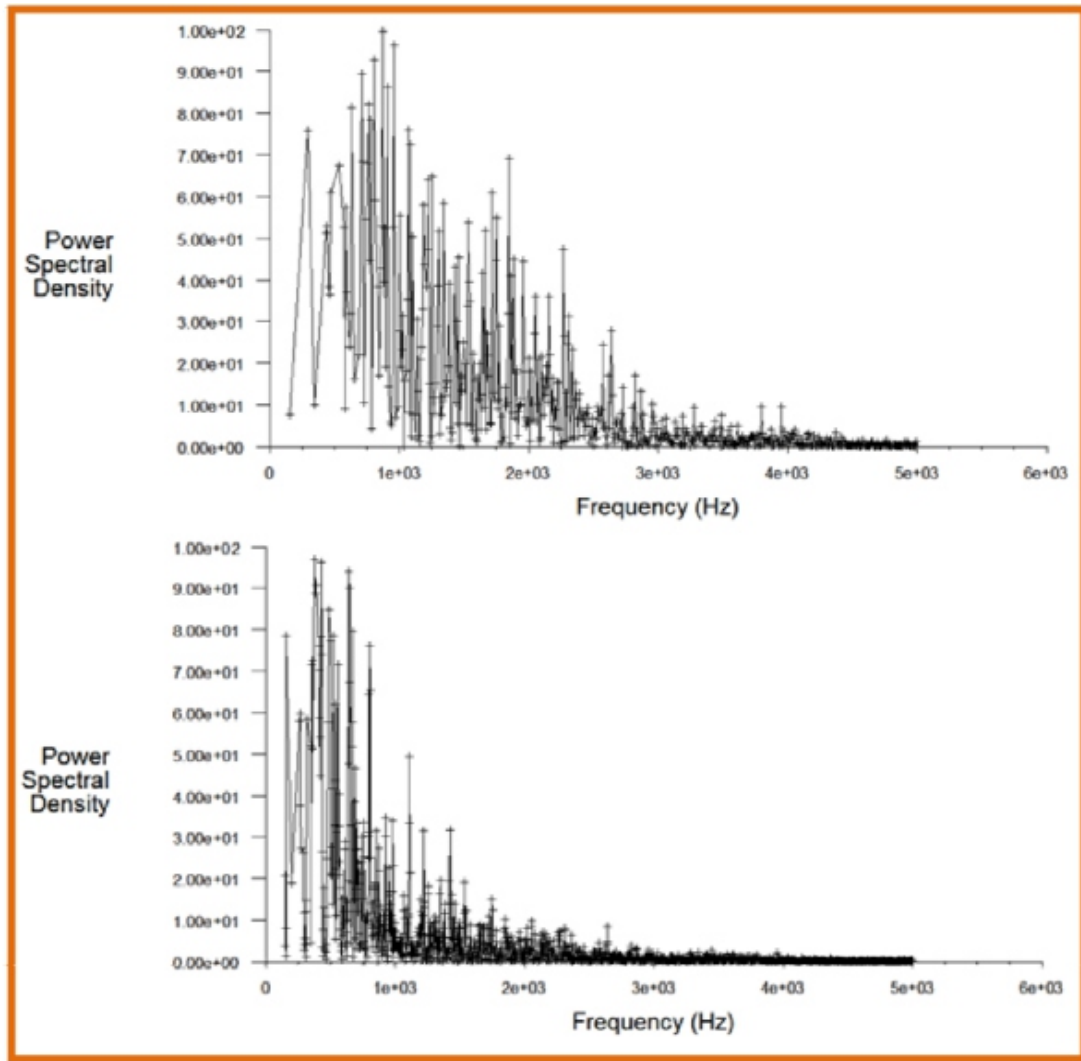 1.00e+02
9.00e+01
8.00e+01
7.00e+01
6.00e+01
5.00e+01
4.00e+01
3.00e+01
2.00e+01
1.00e+01
0.00e+00
Power
Spectral
Density
0 1e+03 2e+03 3e+03 4e+03 5e+03 6e+03
Frequency (Hz)
1.00e+02
9.00e+01
8.00e+01
7.00e+01
6.00e+01
5.00e+01
4.00e+01
3.00e+01
2.00e+01
1.00e+01
0.00e+00
Power
Spectral
Density
0 1e+03 2e+03 3e+03 4e+03 5e+03 6e+03
Frequency (Hz)